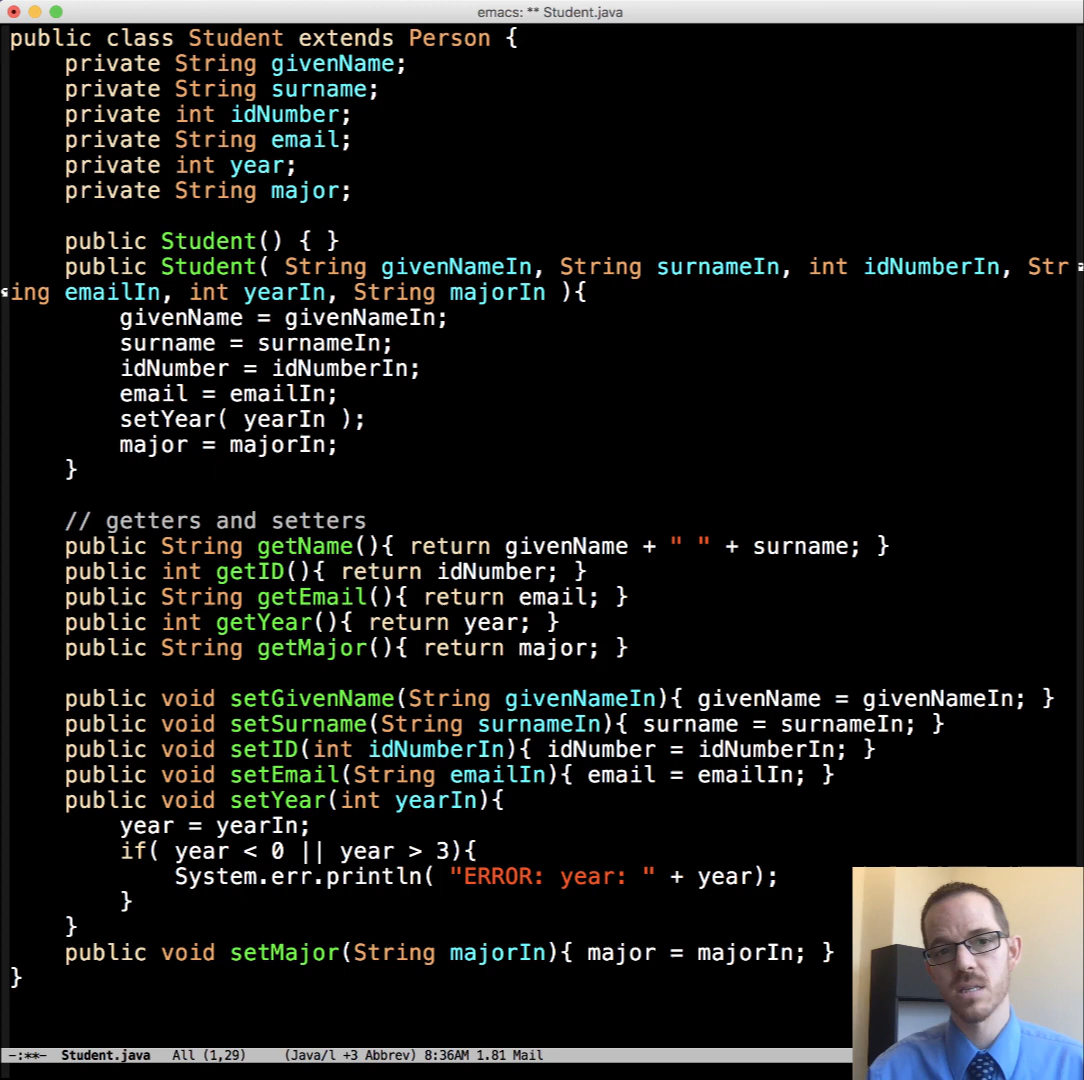 emacs: ** Student.java
public class Student extends Person {
    private String givenName;
    private String surname;
    private int idNumber;
    private String email;
    private int year;
    private String major;
    public Student() { }
    public Student( String givenNameIn, String surnameIn, int idNumberIn, Str
ing emailIn, int yearIn, String majorIn ){
        givenName = givenNameIn;
        surname = surnameIn;
        idNumber = idNumberIn;
        email = emailIn;
        setYear( yearIn );
        major = majorIn;
    }
    // getters and setters
    public String getName(){ return givenName + " " + surname; }
    public int getID(){ return idNumber; }
    public String getEmail(){ return email; }
    public int getYear(){ return year; }
    public String getMajor(){ return major; }
    public void setGivenName(String givenNameIn){ givenName = givenNameIn; }
    public void setSurname(String surnameIn){ surname = surnameIn; }
    public void setID(int idNumberIn){ idNumber = idNumberIn; }
    public void setEmail(String emailIn){ email = emailIn; }
    public void setYear(int yearIn){
        year = yearIn;
        if( year < 0 || year > 3){
            System.err.println( "ERROR: year: " + year);
        }
    }
    public void setMajor(String majorIn){ major = majorIn; }
}
-:**-  Student.java   All (1,29)     (Java/l +3 Abbrev) 8:36AM 1.81 Mail